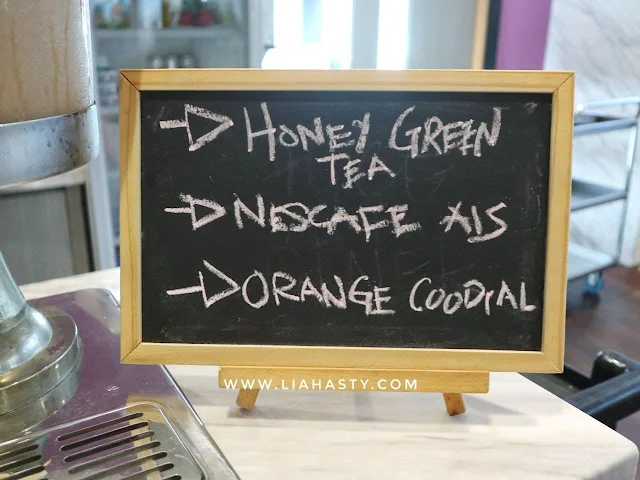 HONEY GREEN
TEA
NESCAFE AIS
ORANGE COODIAL
WWW.LIAHASTY.COM